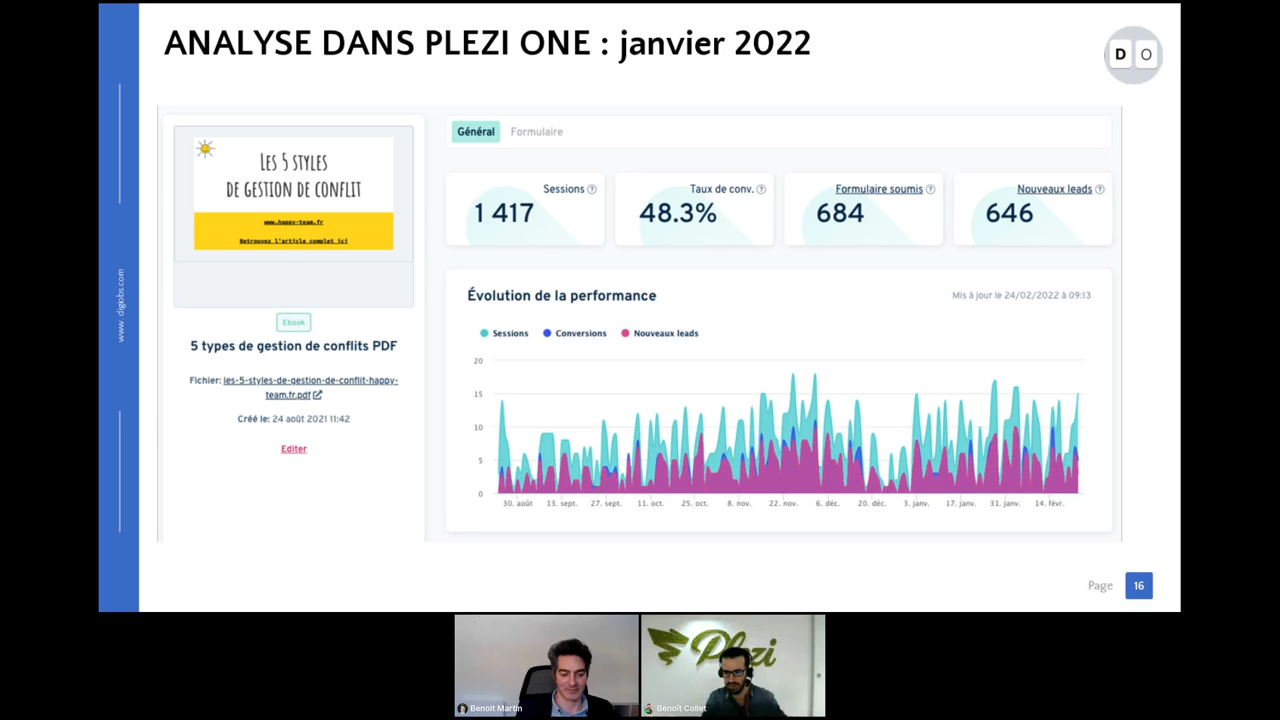 ANALYSE DANS PLEZI ONE : janvier 2022
D O
www. digiobs.com
LES 5 STYLES
DE GESTION DE CONFLIT
www.happy-team.fr
Retrouvez l'article complet ici
Ebook
5 types de gestion de conflits PDF
Fichier: les-5-styles-de-gestion-de-conflit-happy-
team.fr.pdf
Créé le: 24 août 2021 11:42
Editer
Général Formulaire
Sessions ? Taux de conv. ? Formulaire soumis ? Nouveaux leads ?
1 417 48.3% 684 646
Évolution de la performance
Mis à jour le 24/02/2022 à 09:13
Sessions Conversions Nouveaux leads
20
15
10
5
0
30. août 13. sept. 27. sept. 11. oct. 25. oct. 8. nov. 22. nov. 6. déc. 20. déc. 3. janv. 17. janv. 31. janv. 14. févr.
Page 16
Plezi
Benoit Martin
Benoît Collet